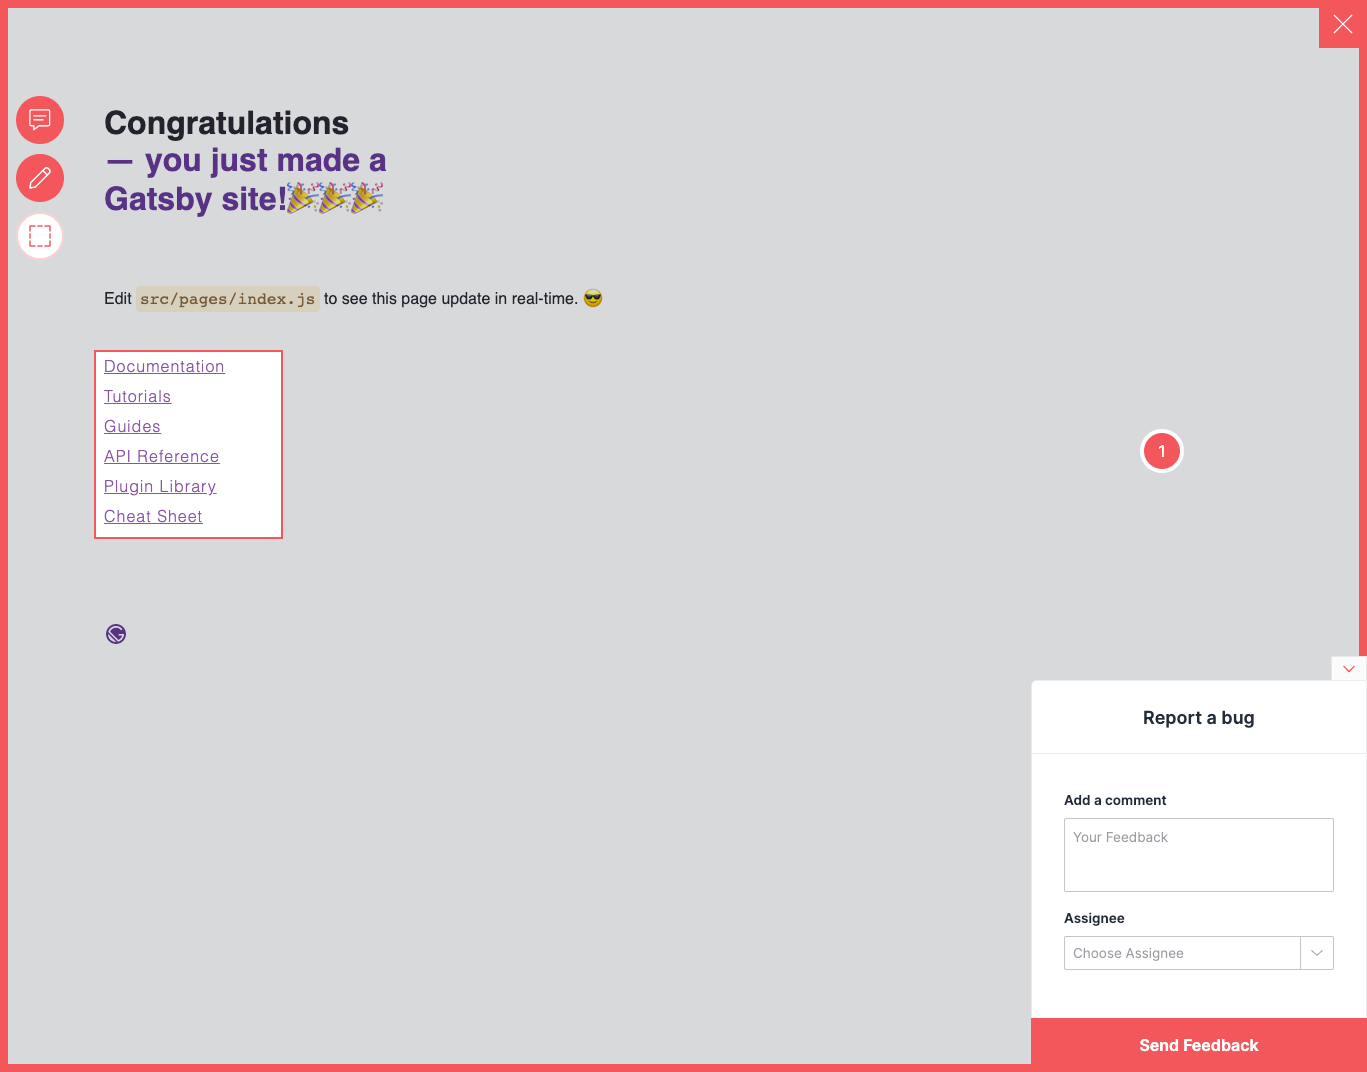 Congratulations
— you just made a
Gatsby site!🎉🎉🎉
Edit src/pages/index.js to see this page update in real-time. 😎
Documentation
Tutorials
Guides
API Reference
Plugin Library
Cheat Sheet
1
Report a bug
Add a comment
Your Feedback
Assignee
Choose Assignee
Send Feedback